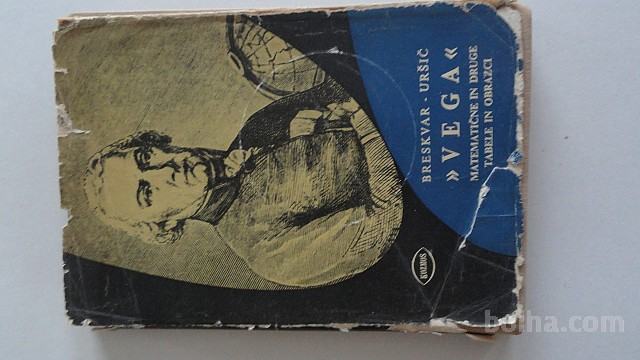 BRESKVAR - URŠIČ
»VEGA«
MATEMATIČNE IN DRUGE
TABELE IN OBRAZCI
KOZMOS
bolha.com